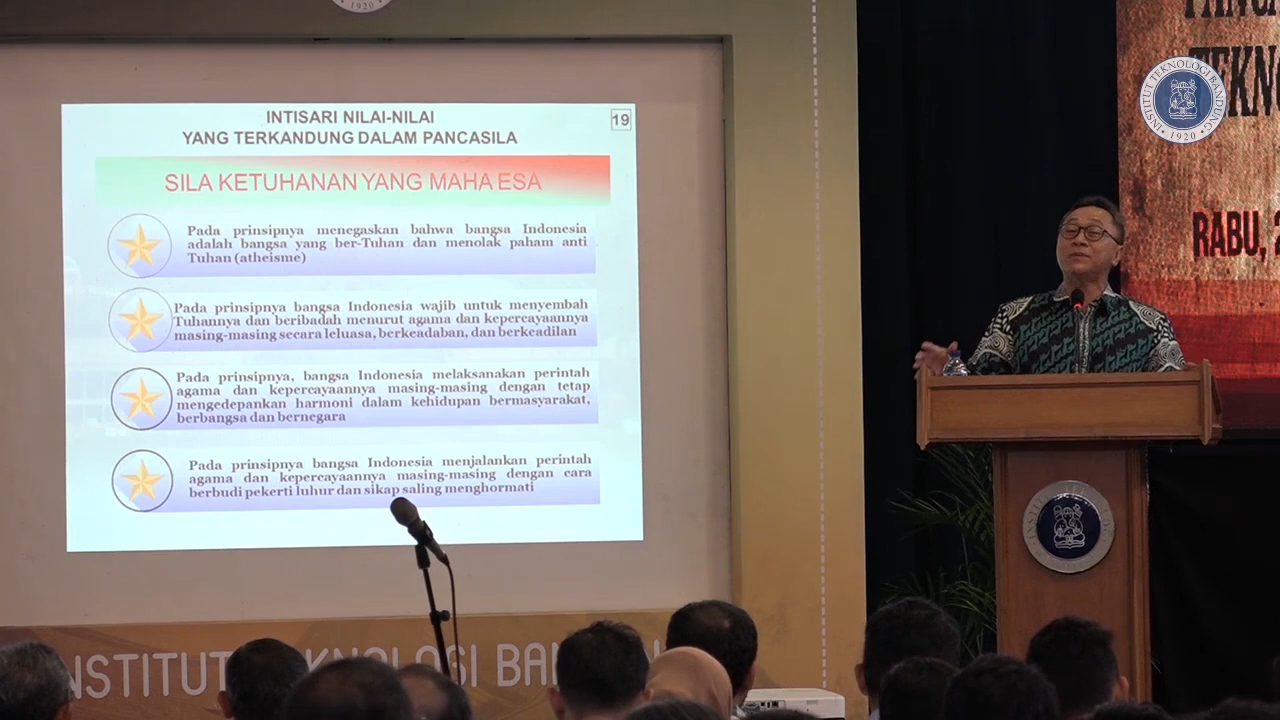 1920
INTISARI NILAI-NILAI
YANG TERKANDUNG DALAM PANCASILA
19
SILA KETUHANAN YANG MAHA ESA
Pada prinsipnya menegaskan bahwa bangsa Indonesia
adalah bangsa yang ber-Tuhan dan menolak paham anti
Tuhan (atheisme)
Pada prinsipnya bangsa Indonesia wajib untuk menyembah
Tuhannya dan beribadah menurut agama dan kepercayaannya
masing-masing secara leluasa, berkeadaban, dan berkeadilan
Pada prinsipnya, bangsa Indonesia melaksanakan perintah
agama dan kepercayaannya masing-masing dengan tetap
mengedepankan harmoni dalam kehidupan bermasyarakat,
berbangsa dan bernegara
Pada prinsipnya bangsa Indonesia menjalankan perintah
agama dan kepercayaannya masing-masing dengan cara
berbudi pekerti luhur dan sikap saling menghormati
INSTITUT TEKNOLOGI BANDUNG
1920
RABU, 2